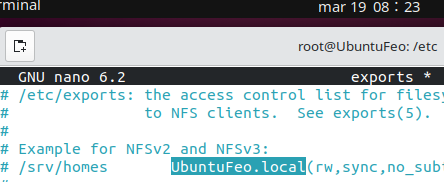 rminal
mar 19 08:23
root@UbuntuFeo: /etc
GNU nano 6.2 exports *
# /etc/exports: the access control list for filesy
# to NFS clients. See exports(5).
#
# Example for NFSv2 and NFSv3:
# /srv/homes UbuntuFeo.local(rw,sync,no_subt